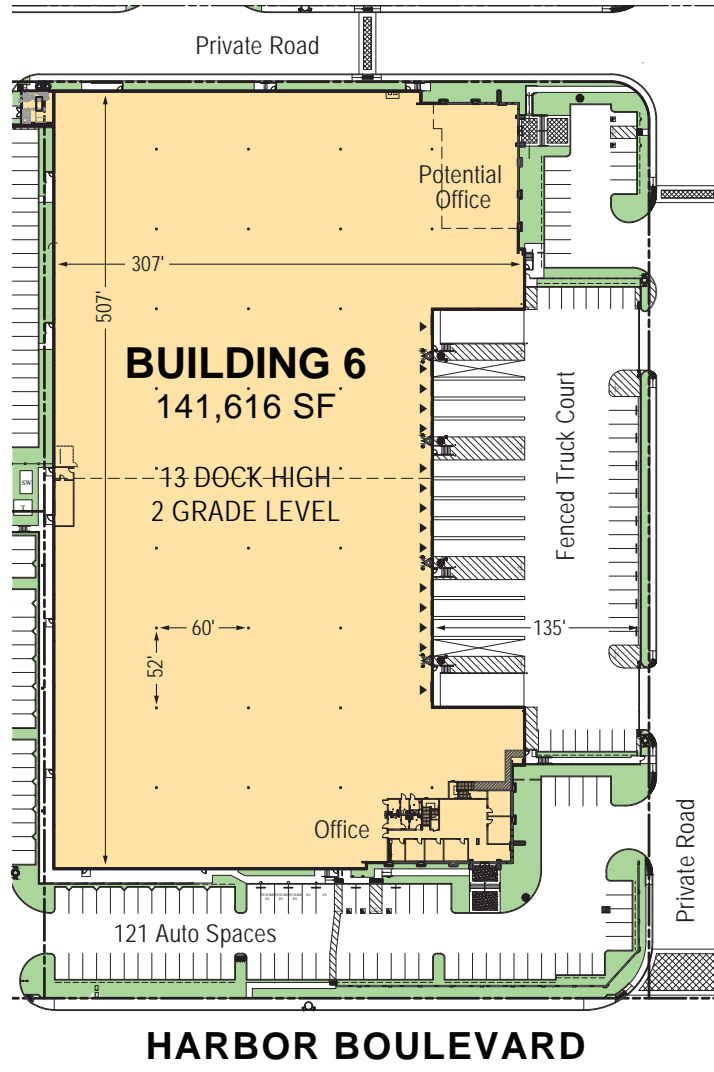 Private Road
Potential
Office
307'
507'
BUILDING 6
141,616 SF
Fenced Truck Court
SW
T
13 DOCK HIGH
2 GRADE LEVEL
60'
135'
52'
Office
Private Road
121 Auto Spaces
HARBOR BOULEVARD